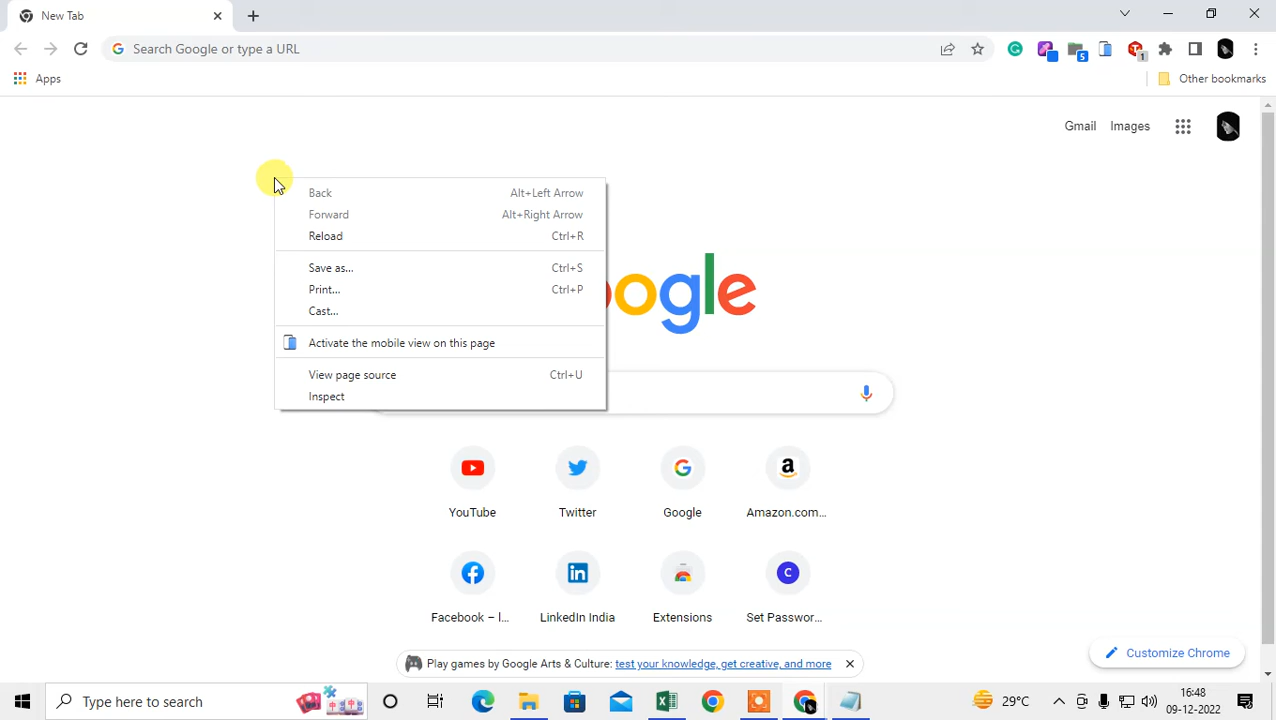 New Tab
Search Google or type a URL
5
1
Apps
Other bookmarks
Gmail Images
Back Alt+Left Arrow
Forward Alt+Right Arrow
Reload Ctrl+R
Save as... Ctrl+S
Print... Ctrl+P
Cast...
Activate the mobile view on this page
View page source Ctrl+U
Inspect
ogle
YouTube Twitter Google Amazon.com...
C
Facebook – l... LinkedIn India Extensions Set Passwor...
Play games by Google Arts & Culture: test your knowledge, get creative, and more
Customize Chrome
Type here to search
29°C
16:48
09-12-2022